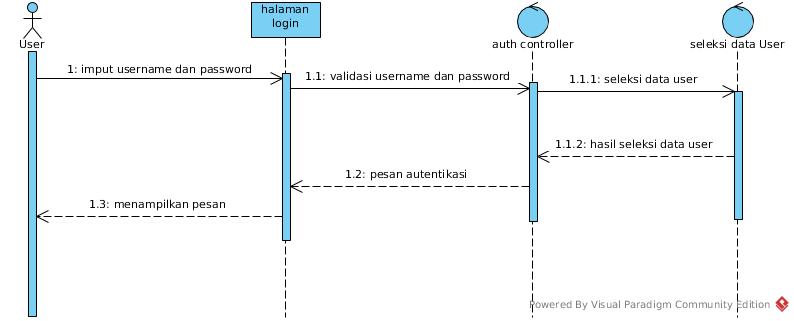 halaman
login
User
auth controller
seleksi data User
1: imput username dan password
1.1: validasi username dan password
1.1.1: seleksi data user
1.1.2: hasil seleksi data user
1.2: pesan autentikasi
1.3: menampilkan pesan
Powered By Visual Paradigm Community Edition